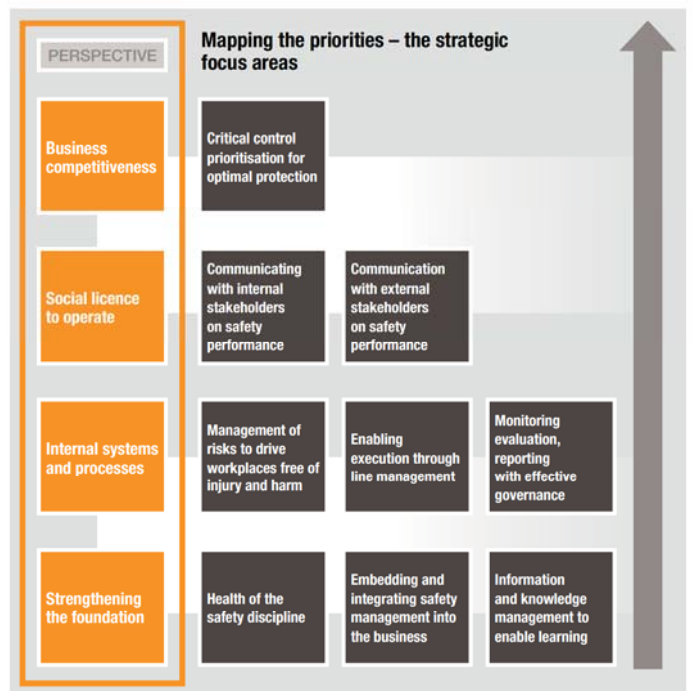 PERSPECTIVE
Mapping the priorities – the strategic
focus areas
Business
competitiveness
Critical control
prioritisation for
optimal protection
Social licence
to operate
Communicating
with internal
stakeholders
on safety
performance
Communication
with external
stakeholders
on safety
performance
Internal systems
and processes
Management of
risks to drive
workplaces free of
injury and harm
Enabling
execution through
line management
Monitoring
evaluation,
reporting
with effective
governance
Strengthening
the foundation
Health of the
safety discipline
Embedding and
integrating safety
management into
the business
Information
and knowledge
management to
enable learning